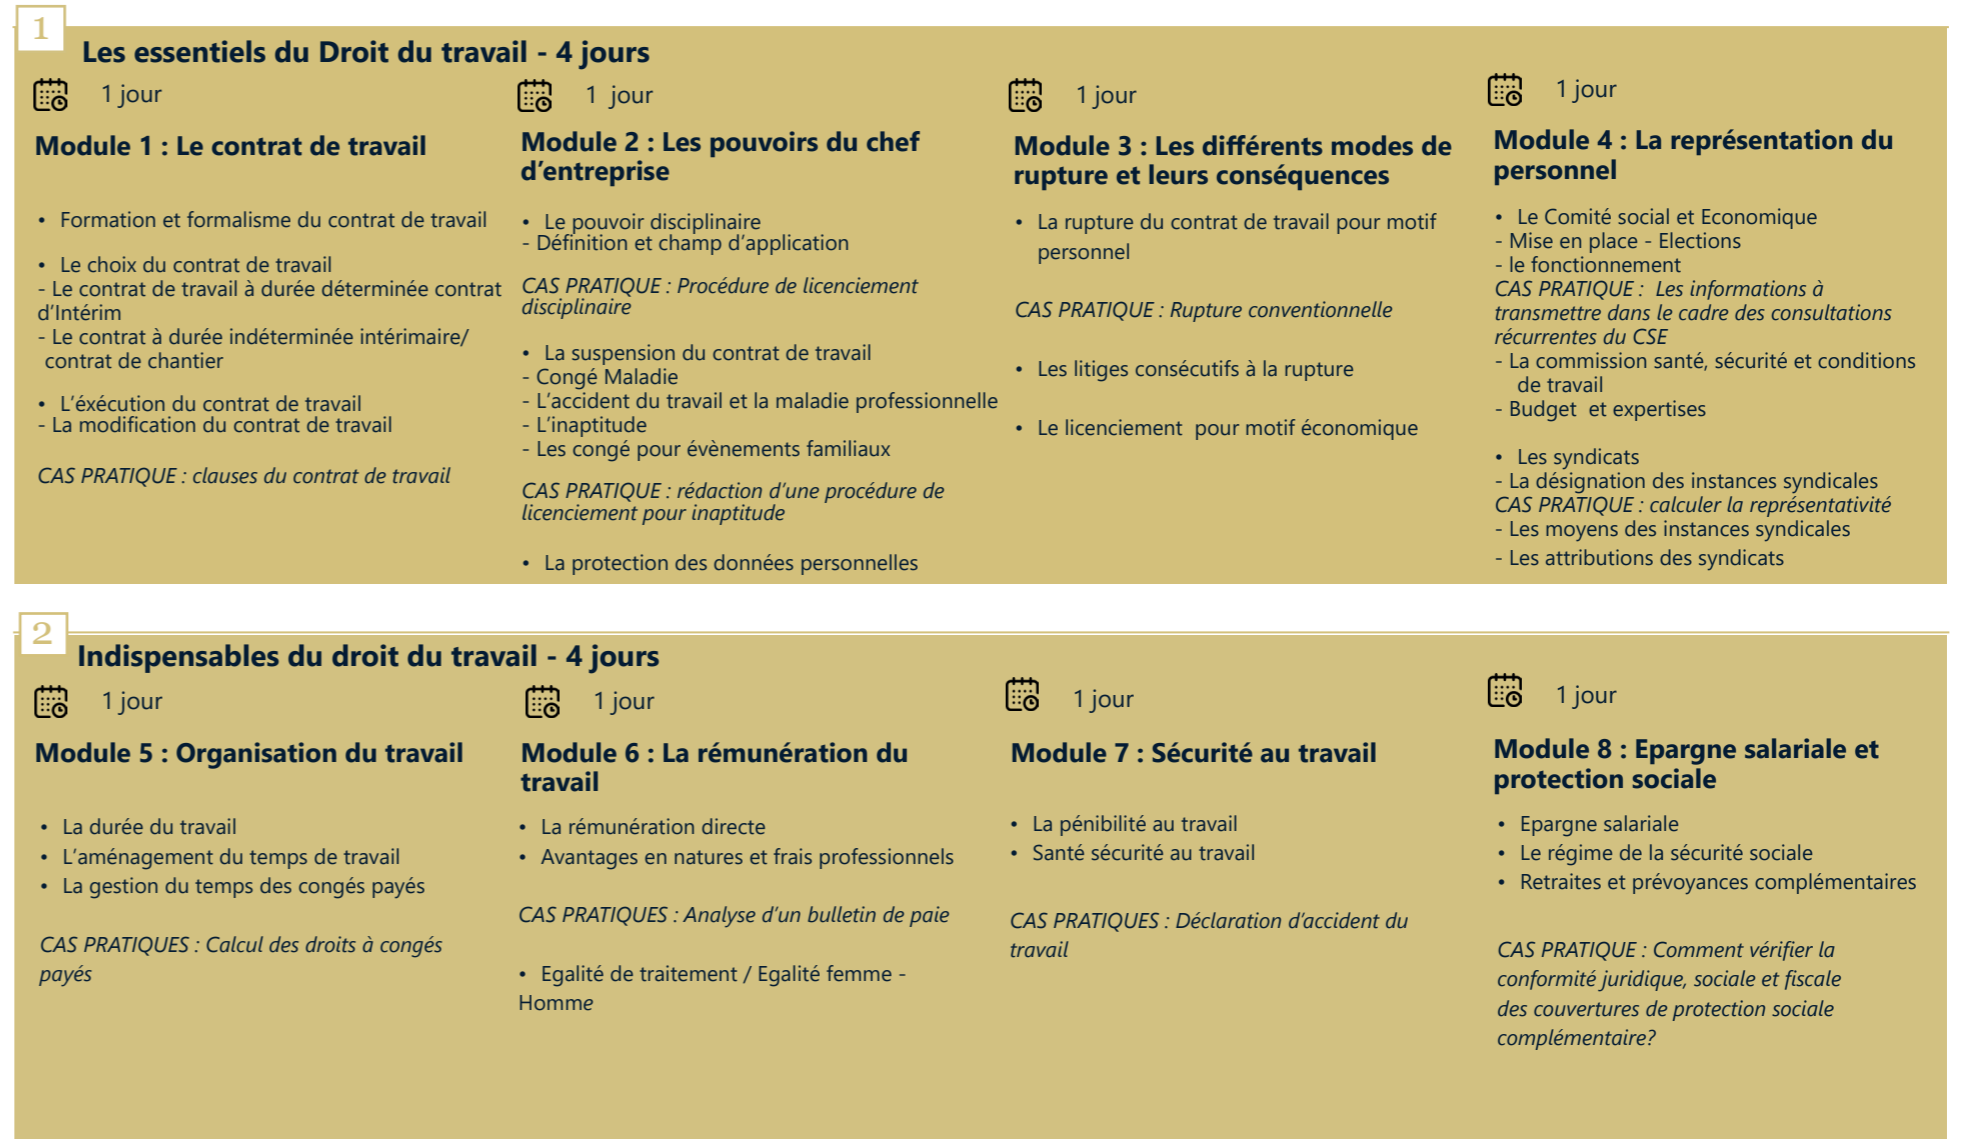 1
Les essentiels du Droit du travail - 4 jours
1 jour
Module 1 : Le contrat de travail
• Formation et formalisme du contrat de travail
• Le choix du contrat de travail
- Le contrat de travail à durée déterminée contrat
d’Intérim
- Le contrat à durée indéterminée intérimaire/
contrat de chantier
• L’éxécution du contrat de travail
- La modification du contrat de travail
CAS PRATIQUE : clauses du contrat de travail
1 jour
Module 2 : Les pouvoirs du chef
d’entreprise
• Le pouvoir disciplinaire
- Définition et champ d’application
CAS PRATIQUE : Procédure de licenciement
disciplinaire
• La suspension du contrat de travail
- Congé Maladie
- L’accident du travail et la maladie professionnelle
- L’inaptitude
- Les congé pour évènements familiaux
CAS PRATIQUE : rédaction d’une procédure de
licenciement pour inaptitude
• La protection des données personnelles
1 jour
Module 3 : Les différents modes de
rupture et leurs conséquences
• La rupture du contrat de travail pour motif
personnel
CAS PRATIQUE : Rupture conventionnelle
• Les litiges consécutifs à la rupture
• Le licenciement pour motif économique
1 jour
Module 4 : La représentation du
personnel
• Le Comité social et Economique
- Mise en place - Elections
- le fonctionnement
CAS PRATIQUE : Les informations à
transmettre dans le cadre des consultations
récurrentes du CSE
- La commission santé, sécurité et conditions
de travail
- Budget et expertises
• Les syndicats
- La désignation des instances syndicales
CAS PRATIQUE : calculer la représentativité
- Les moyens des instances syndicales
- Les attributions des syndicats
2
Indispensables du droit du travail - 4 jours
1 jour
Module 5 : Organisation du travail
• La durée du travail
• L’aménagement du temps de travail
• La gestion du temps des congés payés
CAS PRATIQUES : Calcul des droits à congés
payés
1 jour
Module 6 : La rémunération du
travail
• La rémunération directe
• Avantages en natures et frais professionnels
CAS PRATIQUES : Analyse d’un bulletin de paie
• Egalité de traitement / Egalité femme -
Homme
1 jour
Module 7 : Sécurité au travail
• La pénibilité au travail
• Santé sécurité au travail
CAS PRATIQUES : Déclaration d’accident du
travail
1 jour
Module 8 : Epargne salariale et
protection sociale
• Epargne salariale
• Le régime de la sécurité sociale
• Retraites et prévoyances complémentaires
CAS PRATIQUE : Comment vérifier la
conformité juridique, sociale et fiscale
des couvertures de protection sociale
complémentaire?